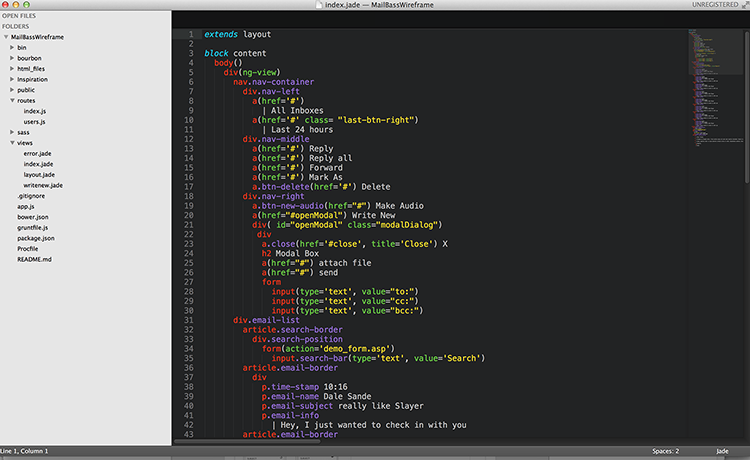 index.jade — MailBassWireframe
UNREGISTERED
OPEN FILES
FOLDERS
MailBassWireframe
bin
bourbon
html_files
Inspiration
public
routes
index.js
users.js
sass
views
error.jade
index.jade
layout.jade
writenew.jade
.gitignore
app.js
bower.json
gruntfile.js
package.json
Procfile
README.md
1 extends layout
2
3 block content
4 body()
5 div(ng-view)
6 nav.nav-container
7 div.nav-left
8 a(href='#')
9 | All Inboxes
10 a(href='#' class= "last-btn-right")
11 | Last 24 hours
12 div.nav-middle
13 a(href='#') Reply
14 a(href='#') Reply all
15 a(href='#') Forward
16 a(href='#') Mark As
17 a.btn-delete(href='#') Delete
18 div.nav-right
19 a.btn-new-audio(href="#") Make Audio
20 a(href="#openModal") Write New
21 div( id="openModal" class="modalDialog")
22 div
23 a.close(href='#close', title='Close') X
24 h2 Modal Box
25 a(href="#") attach file
26 a(href="#") send
27 form
28 input(type='text', value="to:")
29 input(type='text', value="cc:")
30 input(type='text', value="bcc:")
31 div.email-list
32 article.search-border
33 div.search-position
34 form(action='demo_form.asp')
35 input.search-bar(type='text', value='Search')
36 article.email-border
37 div
38 p.time-stamp 10:16
39 p.email-name Dale Sande
40 p.email-subject really like Slayer
41 p.email-info
42 | Hey, I just wanted to check in with you
43 article.email-border
Line 1, Column 1
Spaces: 2
Jade